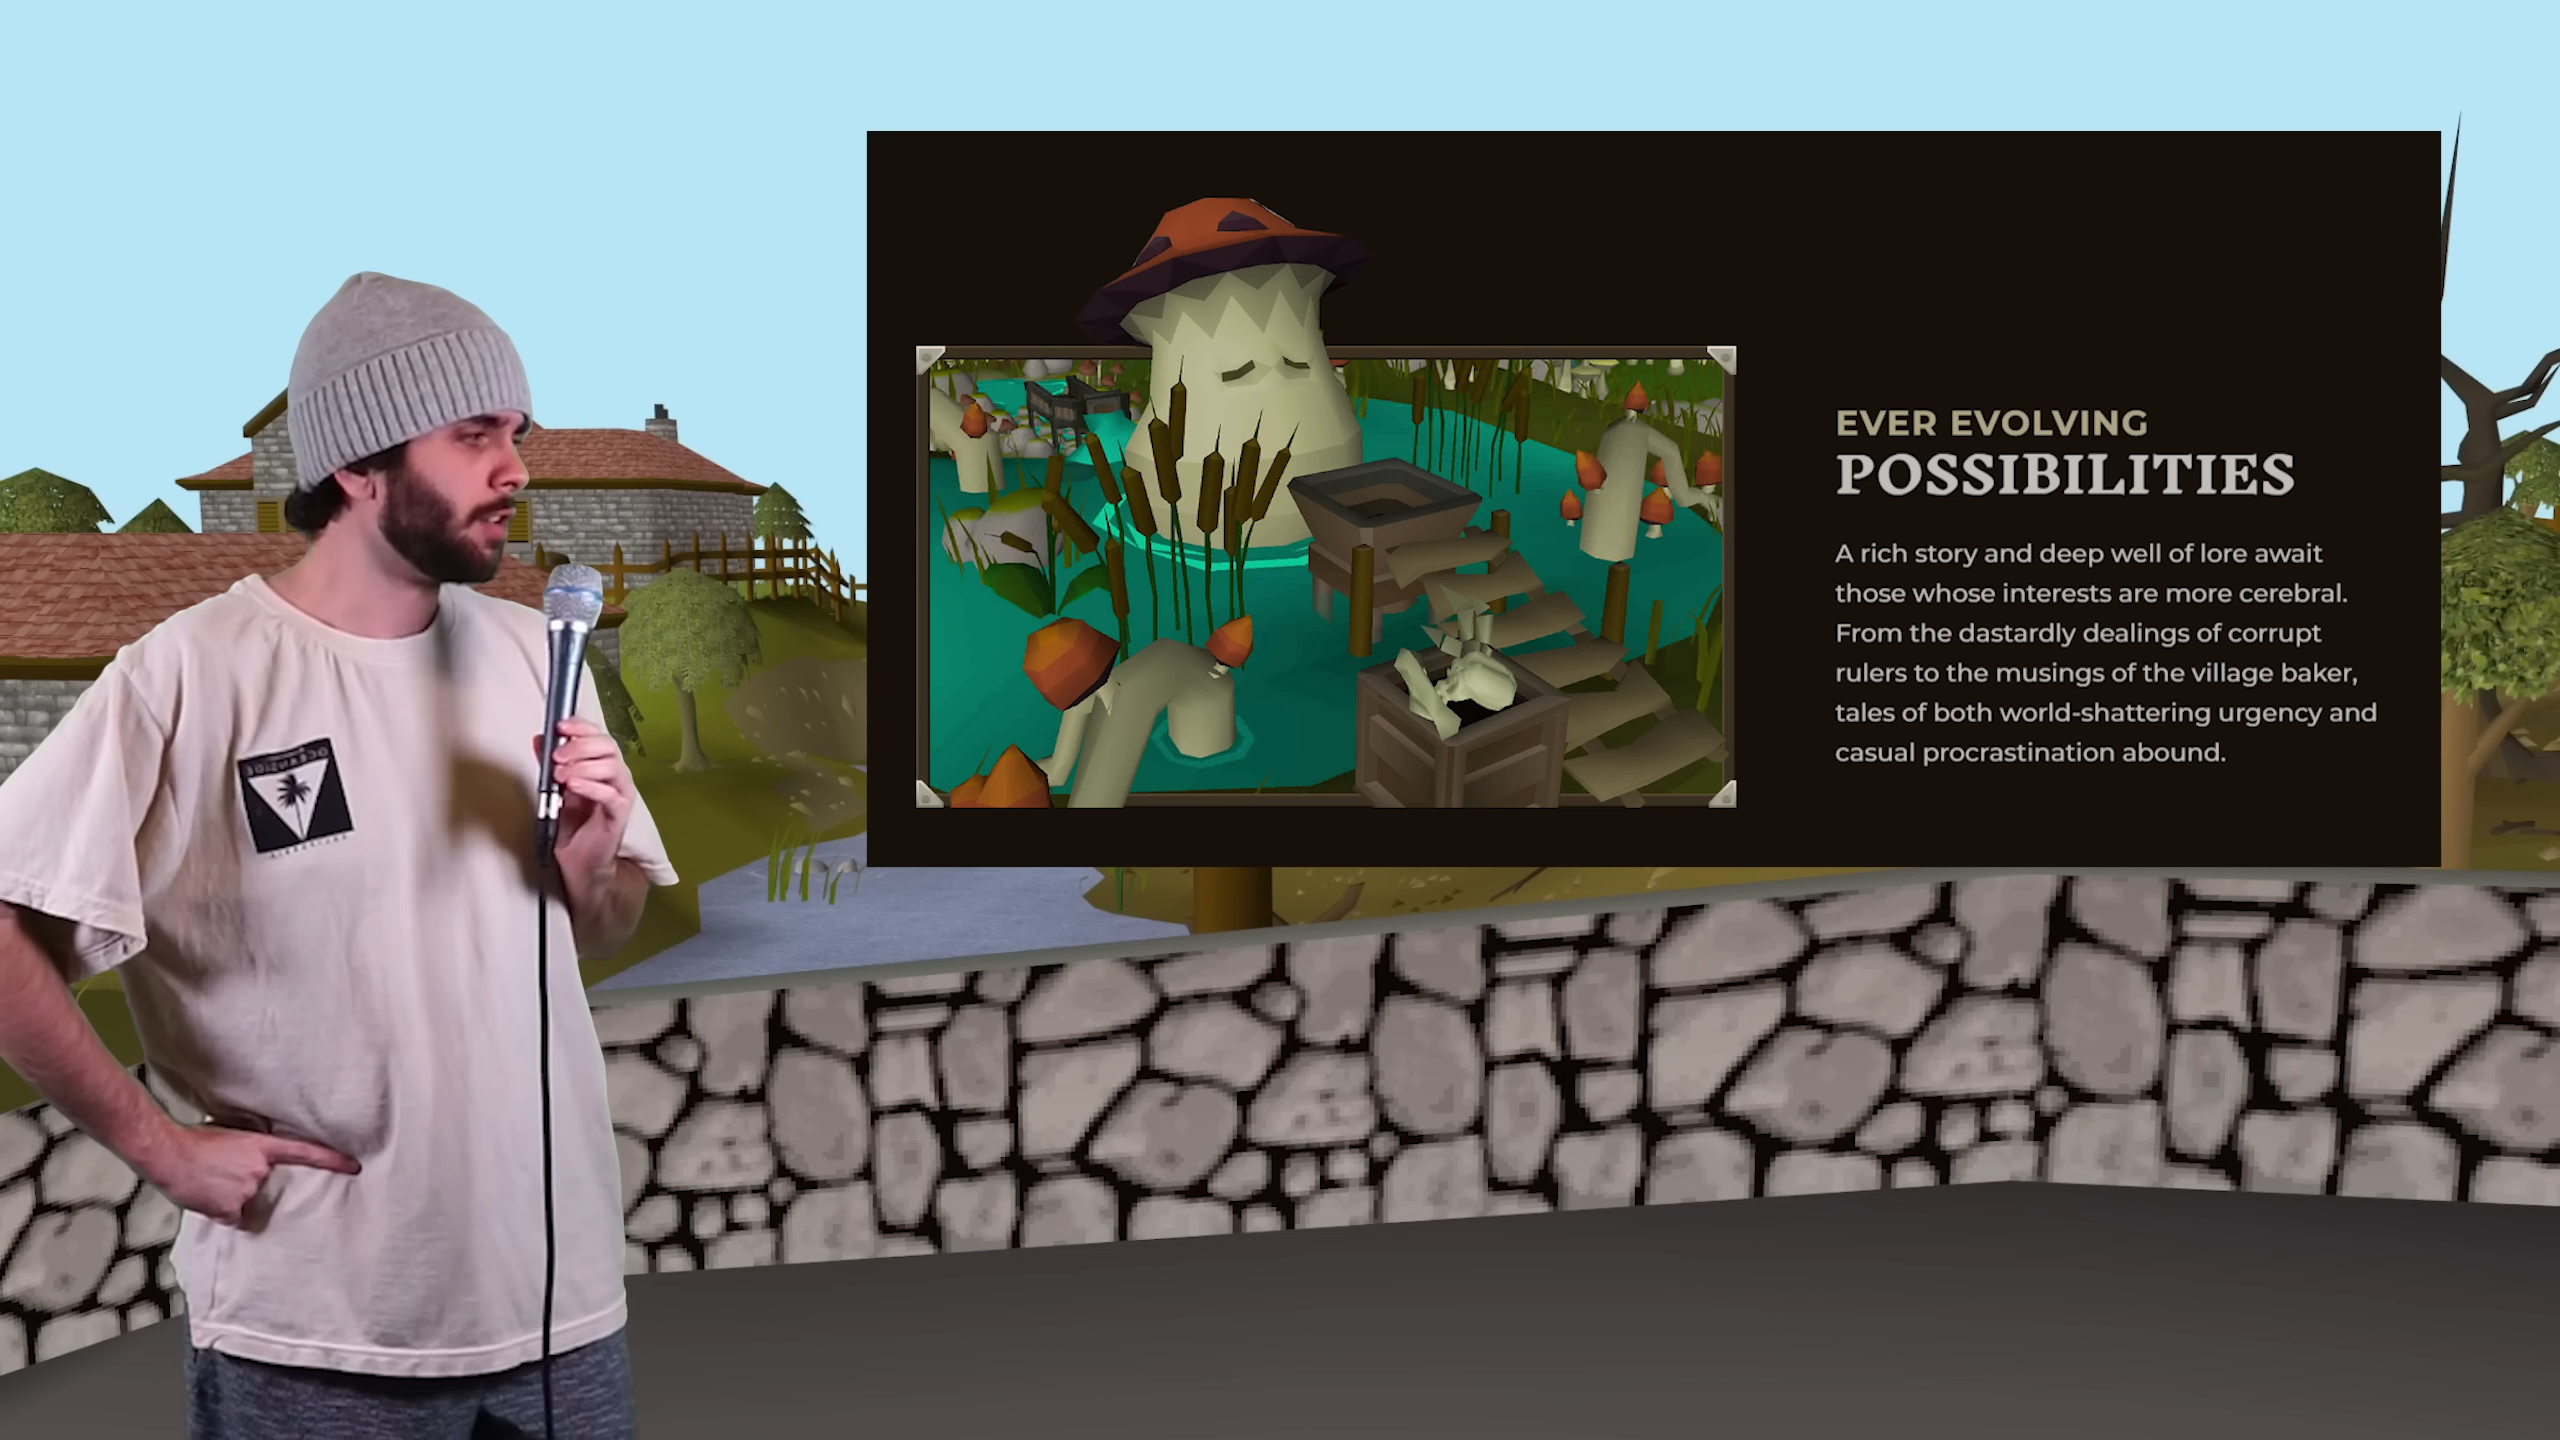 EVER EVOLVING
POSSIBILITIES
A rich story and deep well of lore await
those whose interests are more cerebral.
From the dastardly dealings of corrupt
rulers to the musings of the village baker,
tales of both world-shattering urgency and
casual procrastination abound.